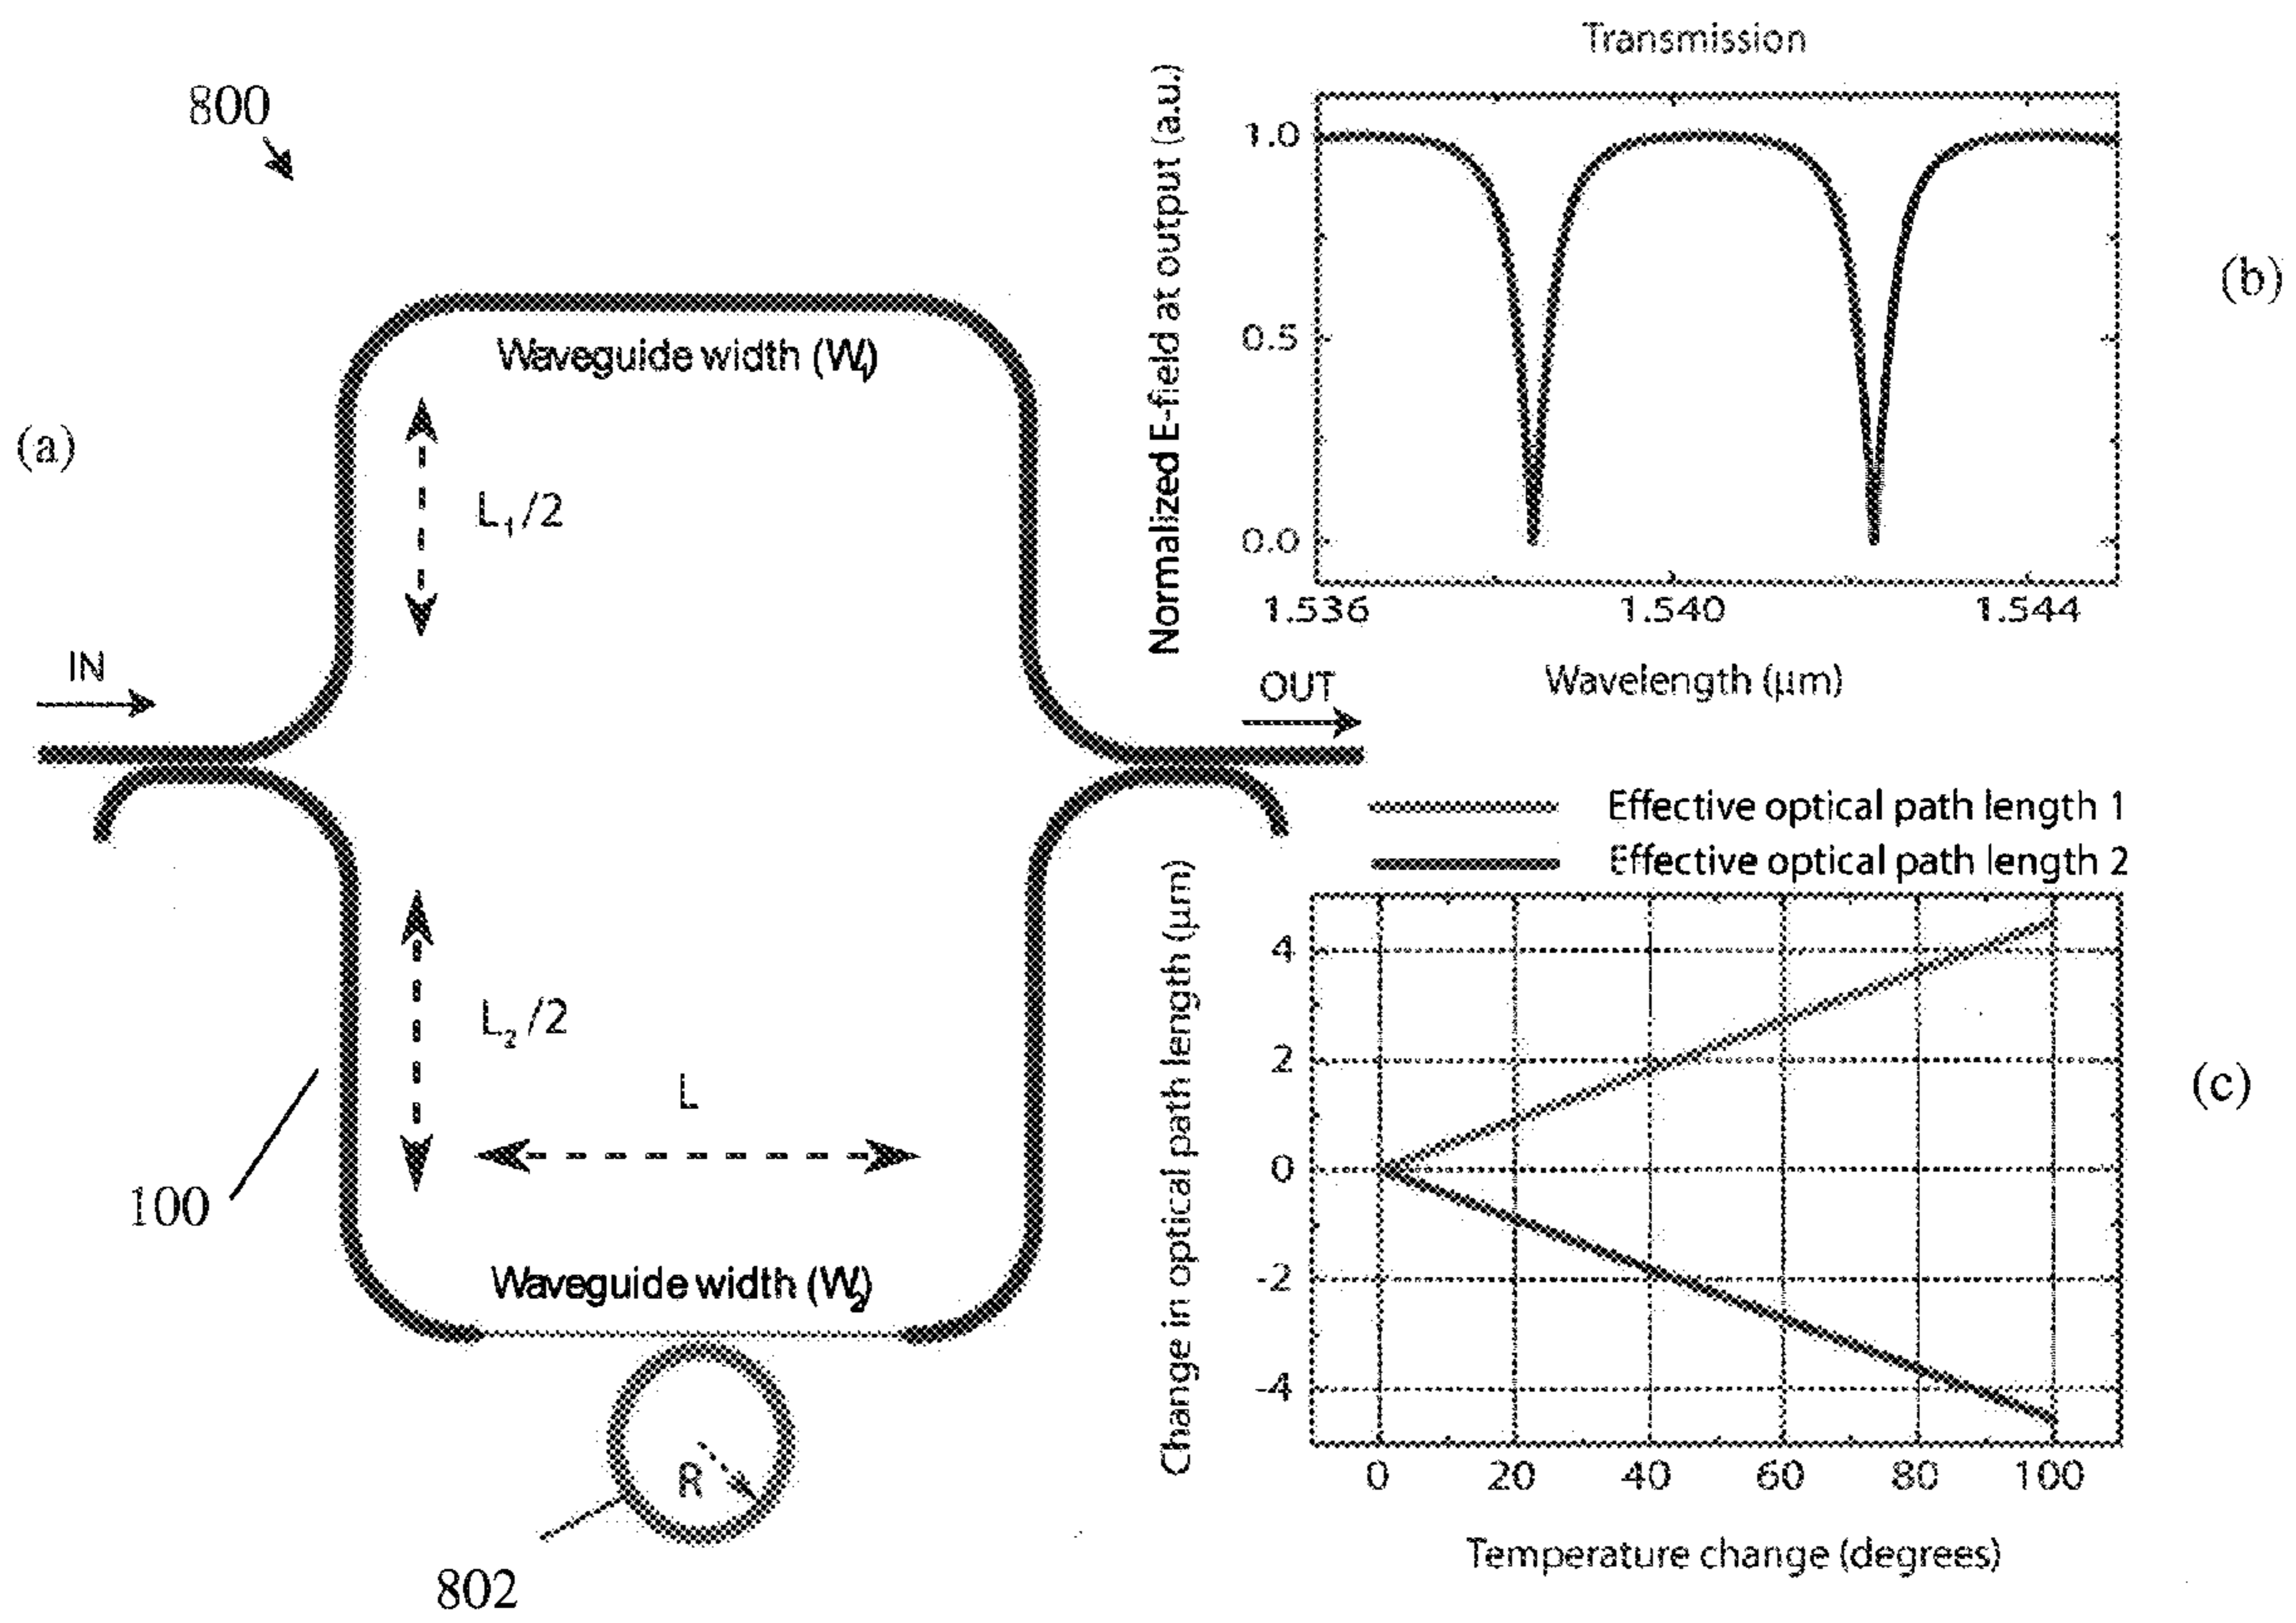 800
(a)
Waveguide width (W₁)
L₁/2
IN
OUT
L₂/2
L
100
Waveguide width (W₂)
R
802
Transmission
Normalized E-field at output (a.u.)
1.0
0.5
0.0
1.536 1.540 1.544
Wavelength (μm)
(b)
Effective optical path length 1
Effective optical path length 2
Change in optical path length (μm)
4
2
0
-2
-4
0 20 40 60 80 100
Temperature change (degrees)
(c)